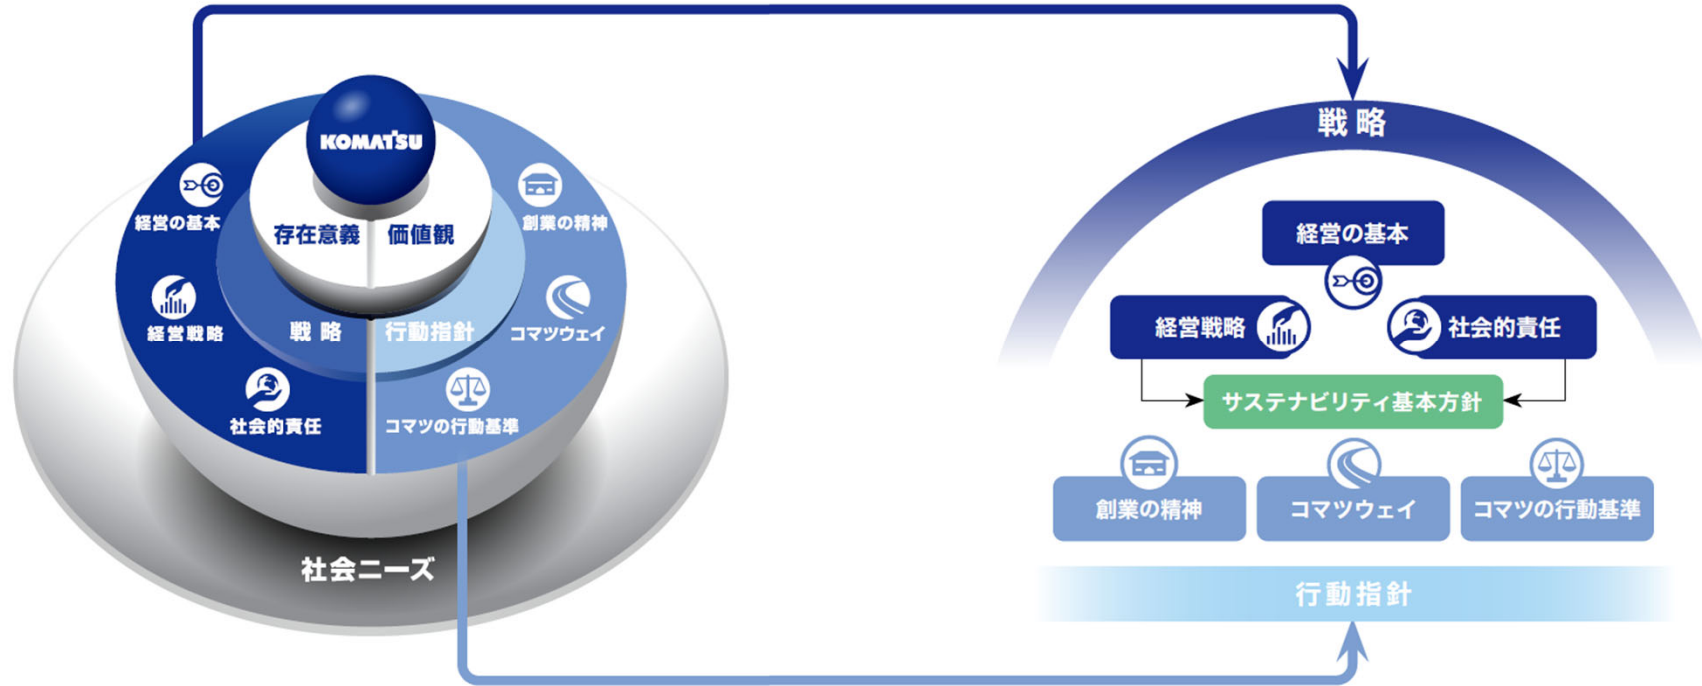 KOMATSU
存在意義
価値観
経営の基本
創業の精神
経営戦略
戦略
行動指針
コマツウェイ
社会的責任
コマツの行動基準
社会ニーズ
戦略
経営の基本
経営戦略
社会的責任
サステナビリティ基本方針
創業の精神
コマツウェイ
コマツの行動基準
行動指針